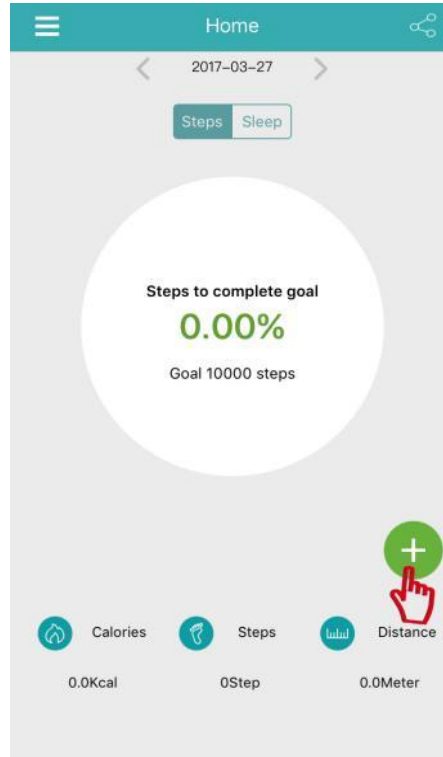 Home
2017-03-27
Steps Sleep
Steps to complete goal
0.00%
Goal 10000 steps
Calories Steps Distance
0.0Kcal 0Step 0.0Meter